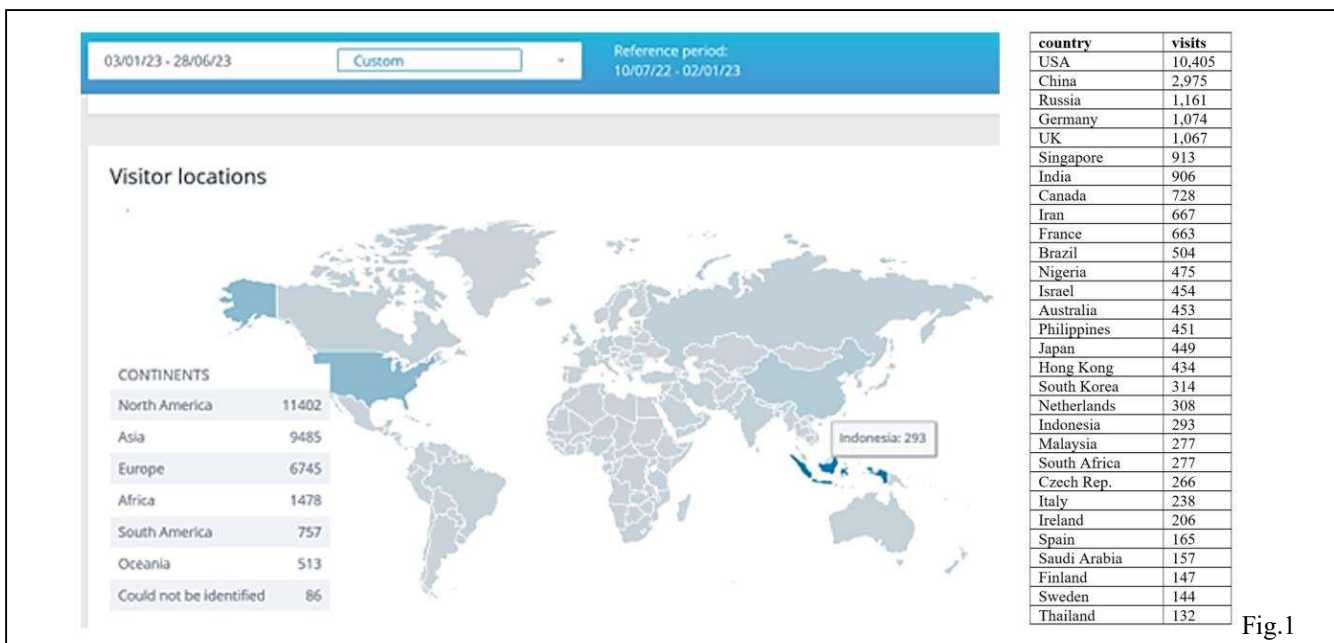 03/01/23 - 28/06/23 Custom
Reference period:
10/07/22 - 02/01/23
Visitor locations
CONTINENTS
North America 11402
Asia 9485
Europe 6745
Africa 1478
South America 757
Oceania 513
Could not be identified 86
Indonesia: 293
country visits
USA 10,405
China 2,975
Russia 1,161
Germany 1,074
UK 1,067
Singapore 913
India 906
Canada 728
Iran 667
France 663
Brazil 504
Nigeria 475
Israel 454
Australia 453
Philippines 451
Japan 449
Hong Kong 434
South Korea 314
Netherlands 308
Indonesia 293
Malaysia 277
South Africa 277
Czech Rep. 266
Italy 238
Ireland 206
Spain 165
Saudi Arabia 157
Finland 147
Sweden 144
Thailand 132
Fig.1